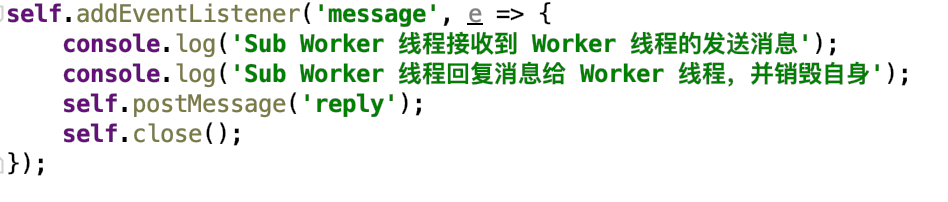 self.addEventListener('message', e => {
    console.log('Sub Worker 线程接收到 Worker 线程的发送消息');
    console.log('Sub Worker 线程回复消息给 Worker 线程，并销毁自身');
    self.postMessage('reply');
    self.close();
});